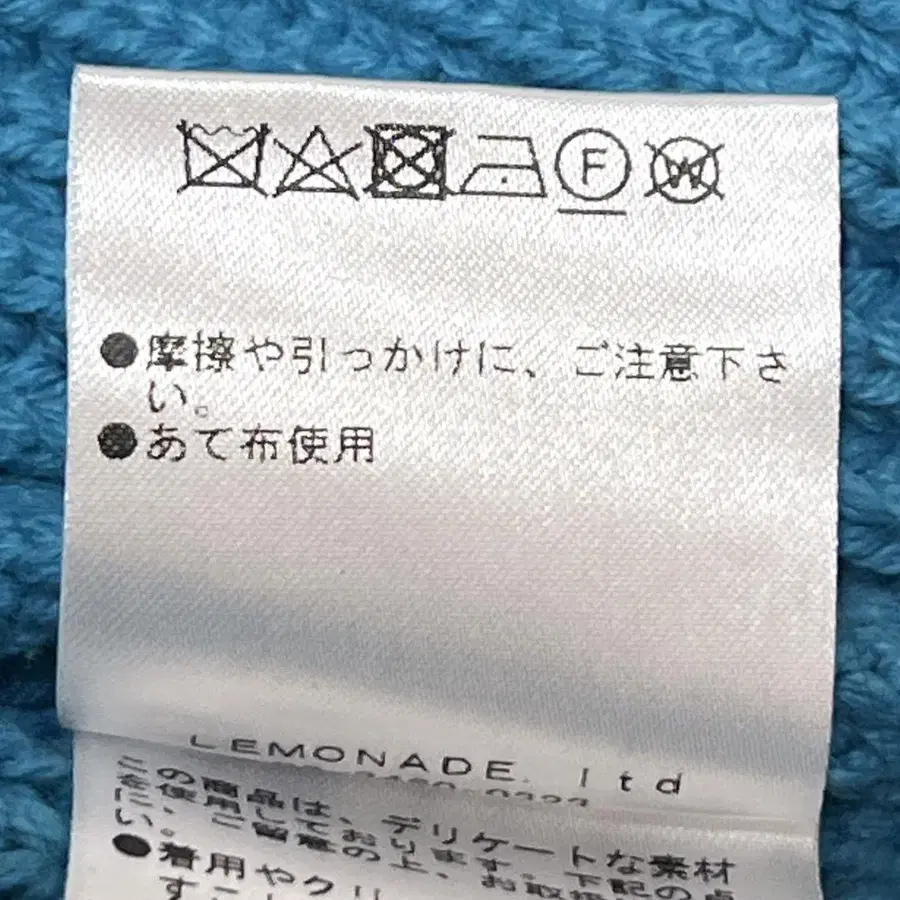 F
W
●摩擦や引っかけに、ご注意下さ
い。
●あて布使用
LEMONADE. ltd
の商品は、デリケートな素材
を使用しております。下記の点
に、ご留意の上、お取扱
い。
●着用やクリ